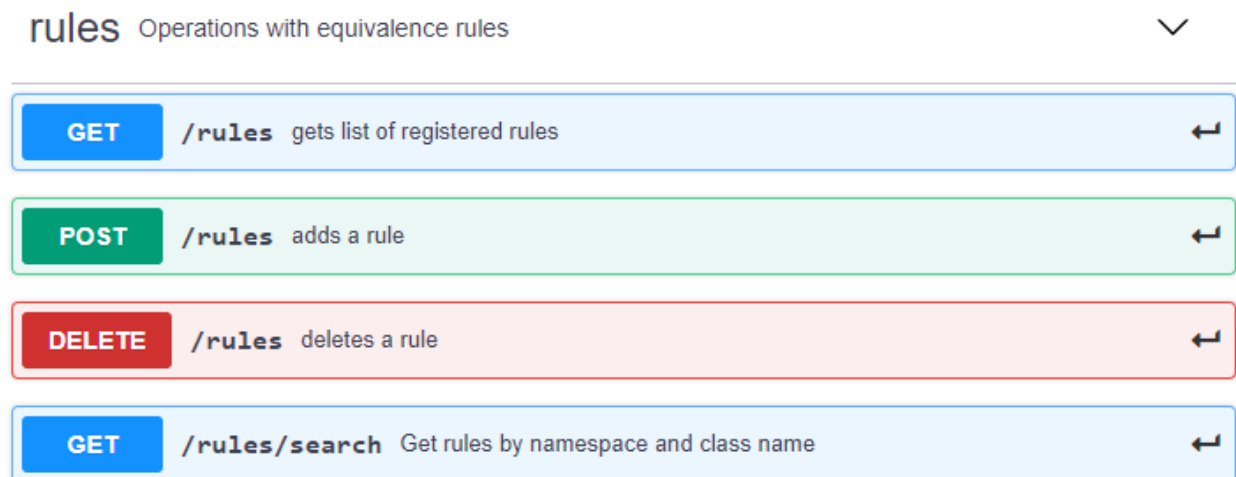 rules Operations with equivalence rules
GET /rules gets list of registered rules
POST /rules adds a rule
DELETE /rules deletes a rule
GET /rules/search Get rules by namespace and class name